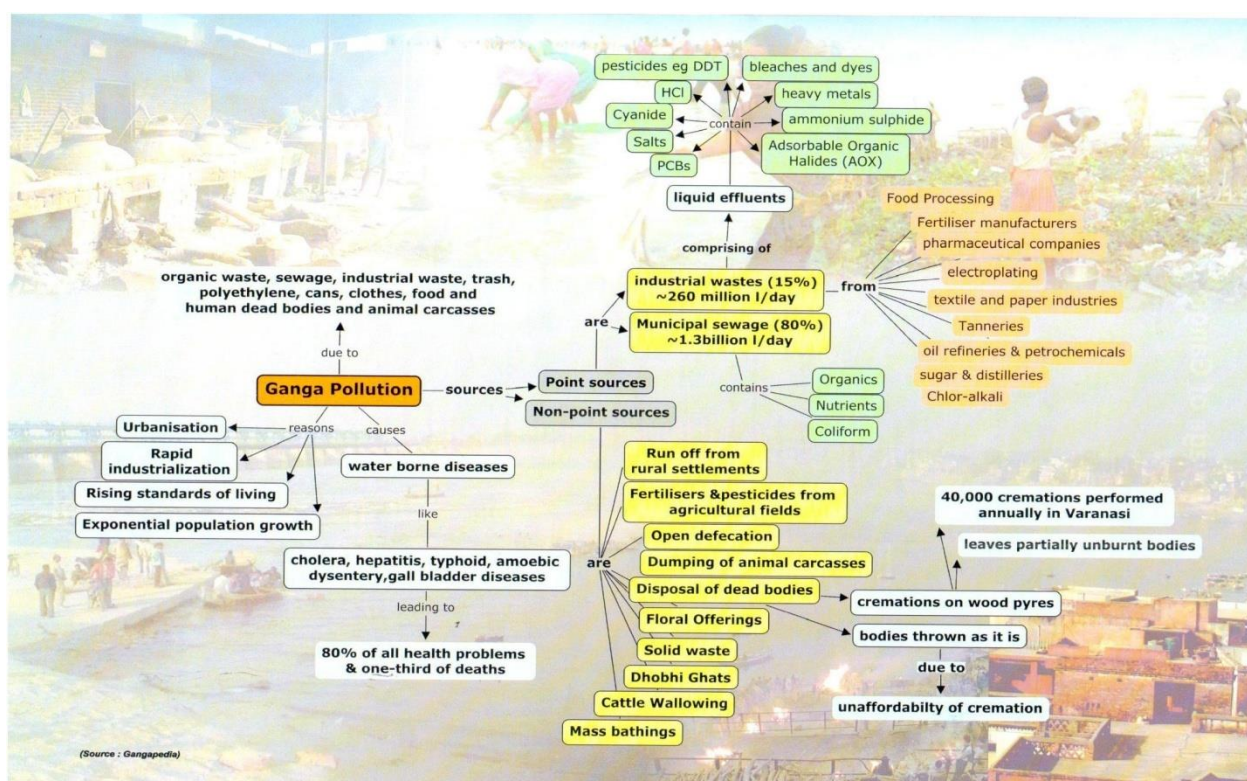 pesticides eg DDT
bleaches and dyes
HCl
heavy metals
Cyanide
contain
ammonium sulphide
Salts
Adsorbable Organic
Halides (AOX)
PCBs
liquid effluents
comprising of
Food Processing
Fertiliser manufacturers
pharmaceutical companies
electroplating
textile and paper industries
Tanneries
oil refineries & petrochemicals
sugar & distilleries
Chlor-alkali
from
industrial wastes (15%)
~260 million l/day
are
Municipal sewage (80%)
~1.3billion l/day
contains
Organics
Nutrients
Coliform
organic waste, sewage, industrial waste, trash,
polyethylene, cans, clothes, food and
human dead bodies and animal carcasses
due to
Ganga Pollution
sources
Point sources
Non-point sources
Urbanisation
reasons
causes
Rapid
industrialization
Rising standards of living
Exponential population growth
water borne diseases
like
cholera, hepatitis, typhoid, amoebic
dysentery,gall bladder diseases
leading to
80% of all health problems
& one-third of deaths
are
Run off from
rural settlements
Fertilisers &pesticides from
agricultural fields
Open defecation
Dumping of animal carcasses
Disposal of dead bodies
Floral Offerings
Solid waste
Dhobhi Ghats
Cattle Wallowing
Mass bathings
40,000 cremations performed
annually in Varanasi
leaves partially unburnt bodies
cremations on wood pyres
bodies thrown as it is
due to
unaffordabilty of cremation
(Source : Gangapedia)